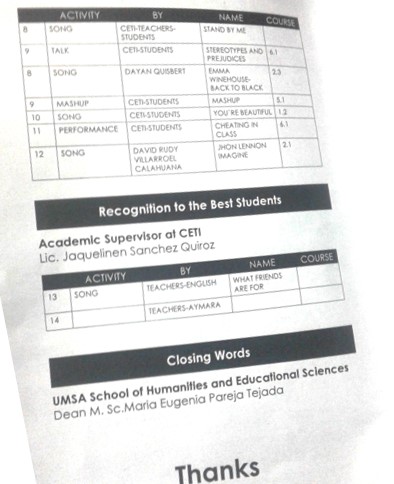 ACTIVITY BY NAME COURSE
8 SONG CETI-TEACHERS-STUDENTS STAND BY ME
9 TALK CETI-STUDENTS STEREOTYPES AND PREJUDICES 6.1
8 SONG DAYAN QUISBERT EMMA WINEHOUSE-BACK TO BLACK 2.3
9 MASHUP CETI-STUDENTS MASHUP 5.1
10 SONG CETI-STUDENTS YOU'RE BEAUTIFUL 1.2
11 PERFORMANCE CETI-STUDENTS CHEATING IN CLASS 6.1
12 SONG DAVID RUDY VILLARROEL CALAHUANA JHON LENNON IMAGINE 2.1
Recognition to the Best Students
Academic Supervisor at CETI
Lic. Jaquelinen Sanchez Quiroz
ACTIVITY BY NAME COURSE
13 SONG TEACHERS-ENGLISH WHAT FRIENDS ARE FOR
14 TEACHERS-AYMARA
Closing Words
UMSA School of Humanities and Educational Sciences
Dean M. Sc.Maria Eugenia Pareja Tejada
Thanks